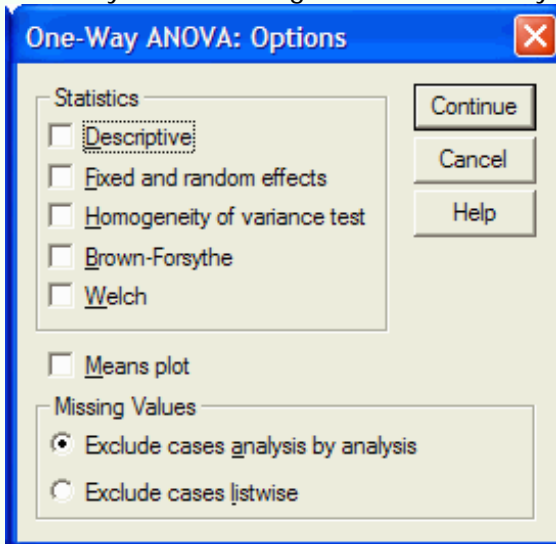 One-Way ANOVA: Options
Statistics
Descriptive
Fixed and random effects
Homogeneity of variance test
Brown-Forsythe
Welch
Continue
Cancel
Help
Means plot
Missing Values
Exclude cases analysis by analysis
Exclude cases listwise